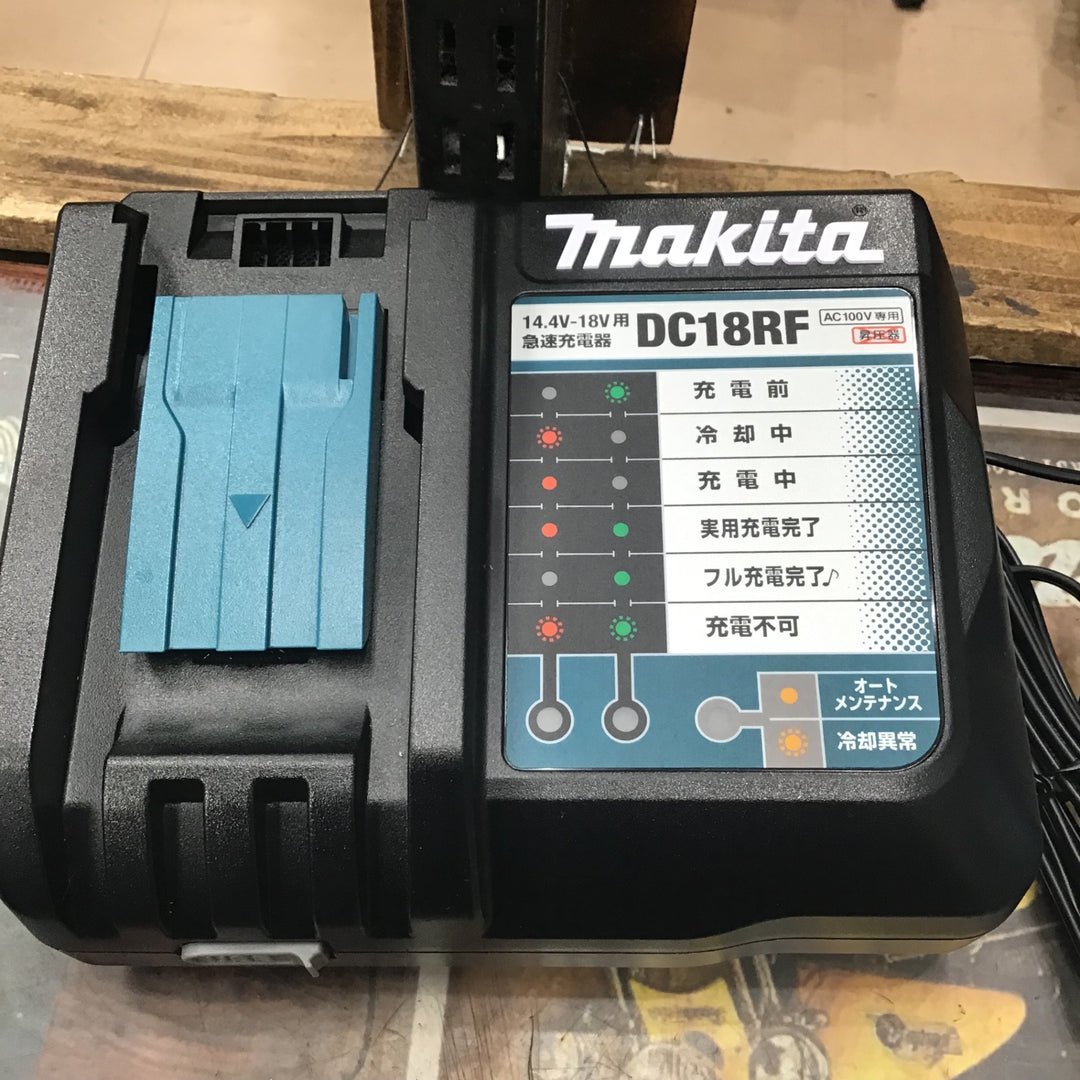 makita®
14.4V-18V用
急速充電器
DC18RF
AC100V専用
昇圧器
充電前
冷却中
充電中
実用充電完了
フル充電完了♪
充電不可
オート
メンテナンス
冷却異常